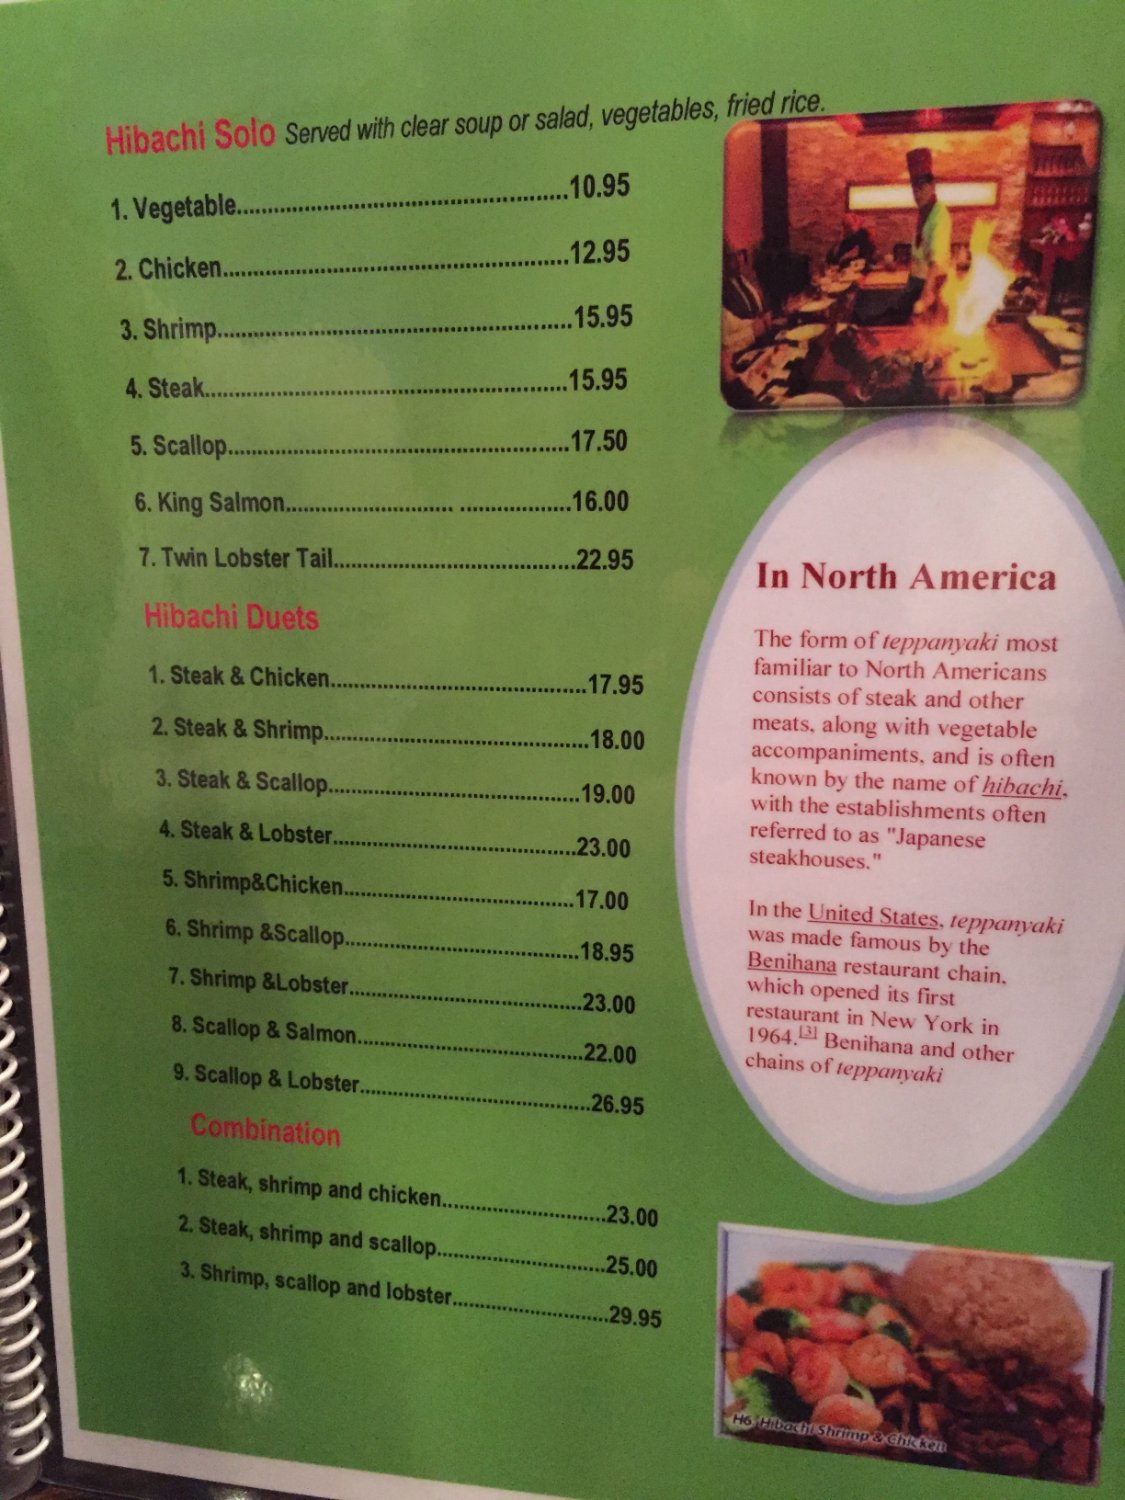 Hibachi Solo Served with clear soup or salad, vegetables, fried rice.
1. Vegetable.....................................................10.95
2. Chicken........................................................12.95
3. Shrimp..........................................................15.95
4. Steak............................................................15.95
5. Scallop.........................................................17.50
6. King Salmon............................ ...................16.00
7. Twin Lobster Tail........................................22.95
Hibachi Duets
1. Steak & Chicken...........................................17.95
2. Steak & Shrimp............................................18.00
3. Steak & Scallop..........................................19.00
4. Steak & Lobster.........................................23.00
5. Shrimp&Chicken.......................................17.00
6. Shrimp &Scallop.......................................18.95
7. Shrimp &Lobster.......................................23.00
8. Scallop & Salmon......................................22.00
9. Scallop & Lobster.......................................26.95
Combination
1. Steak, shrimp and chicken............................23.00
2. Steak, shrimp and scallop.............................25.00
3. Shrimp, scallop and lobster...........................29.95
In North America
The form of teppanyaki most
familiar to North Americans
consists of steak and other
meats, along with vegetable
accompaniments, and is often
known by the name of hibachi,
with the establishments often
referred to as "Japanese
steakhouses."
In the United States, teppanyaki
was made famous by the
Benihana restaurant chain,
which opened its first
restaurant in New York in
1964.[3] Benihana and other
chains of teppanyaki
H6. Hibachi Shrimp & Chicken